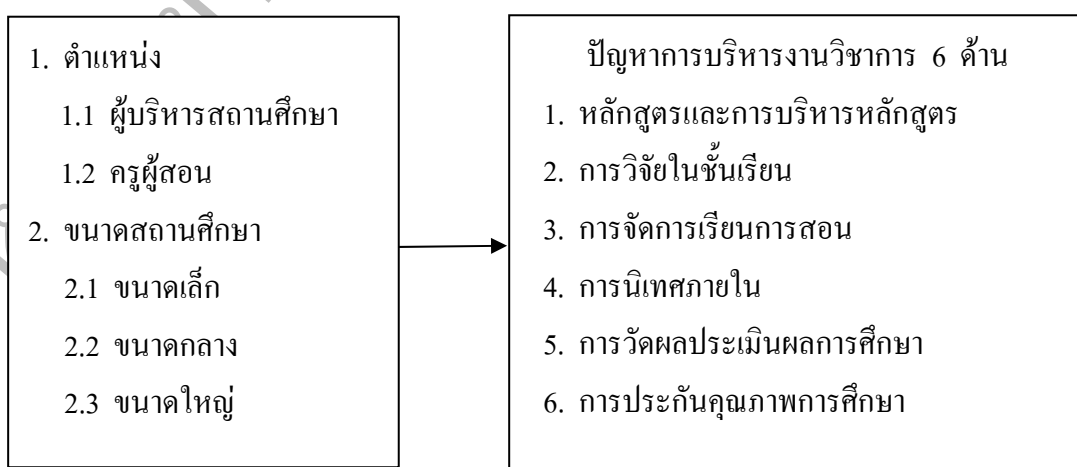 1. ตำแหน่ง
1.1 ผู้บริหารสถานศึกษา
1.2 ครูผู้สอน
2. ขนาดสถานศึกษา
2.1 ขนาดเล็ก
2.2 ขนาดกลาง
2.3 ขนาดใหญ่
ปัญหาการบริหารงานวิชาการ 6 ด้าน
1. หลักสูตรและการบริหารหลักสูตร
2. การวิจัยในชั้นเรียน
3. การจัดการเรียนการสอน
4. การนิเทศภายใน
5. การวัดผลประเมินผลการศึกษา
6. การประกันคุณภาพการศึกษา